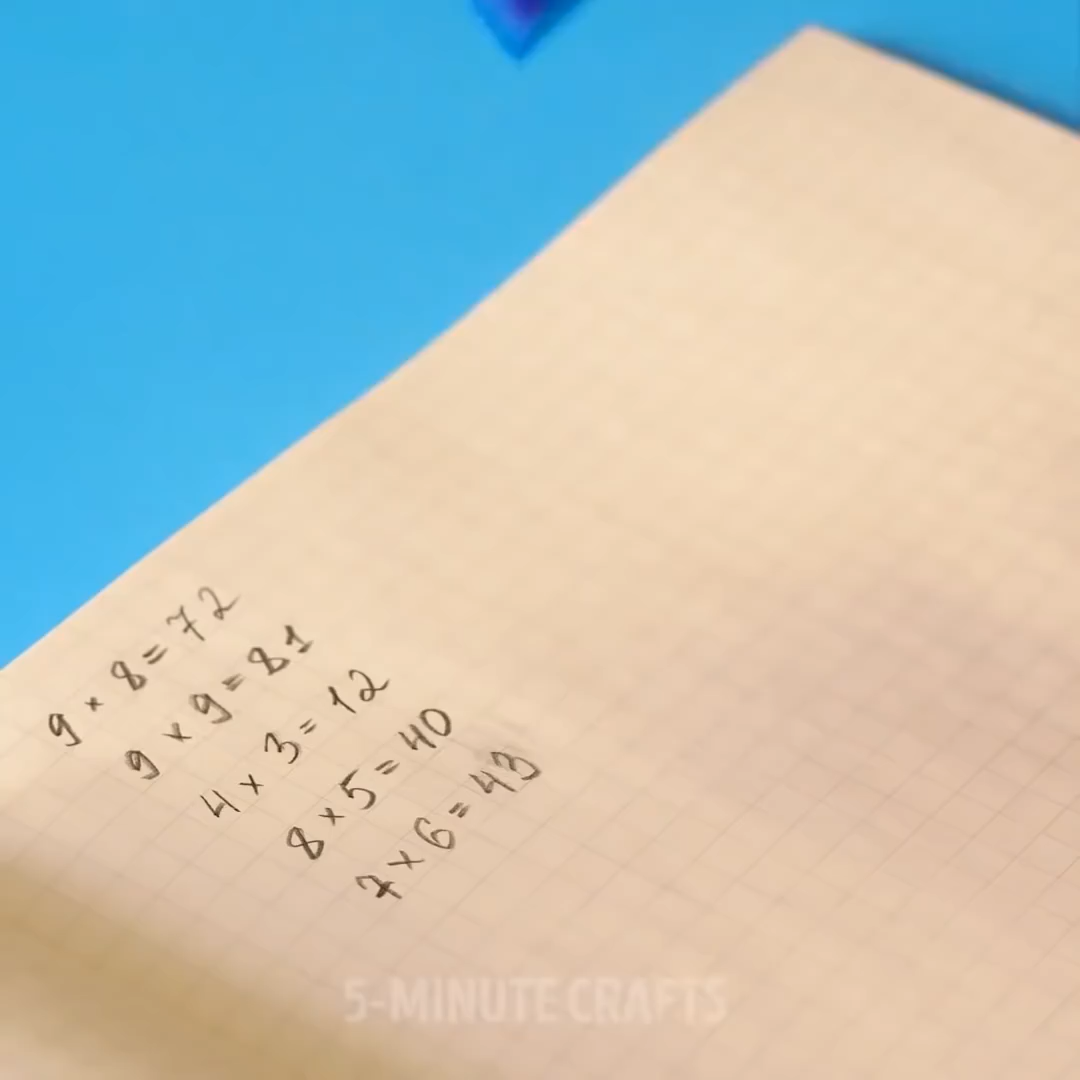 9 × 8 = 72
9 × 9 = 81
4 × 3 = 12
8 × 5 = 40
7 × 6 = 43
5-MINUTE CRAFTS